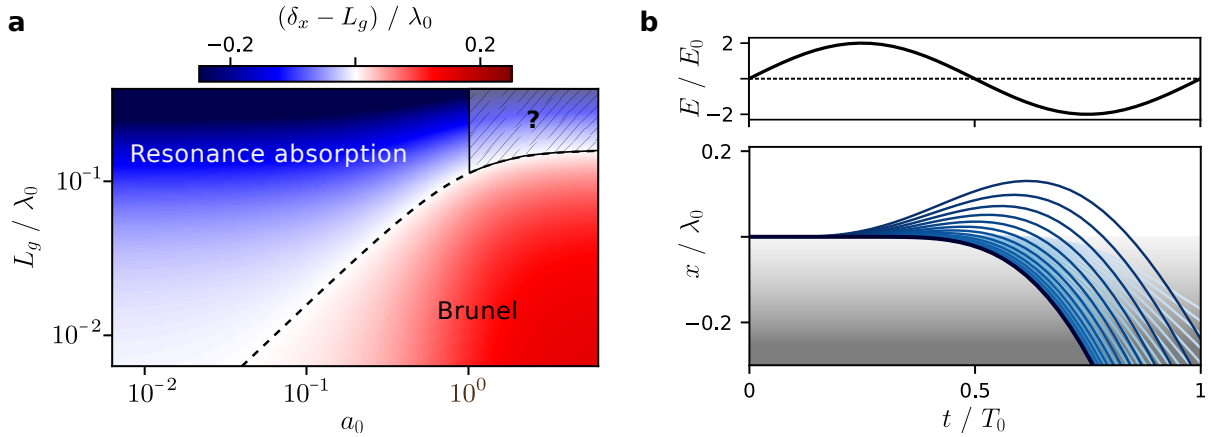 a
(δ_x − L_g) / λ_0
−0.2
0.2
Resonance absorption
?
Brunel
10^−1
10^−2
L_g / λ_0
10^−2
10^−1
10^0
a_0
b
2
−2
E / E_0
0.2
−0.2
x / λ_0
0
0.5
1
t / T_0